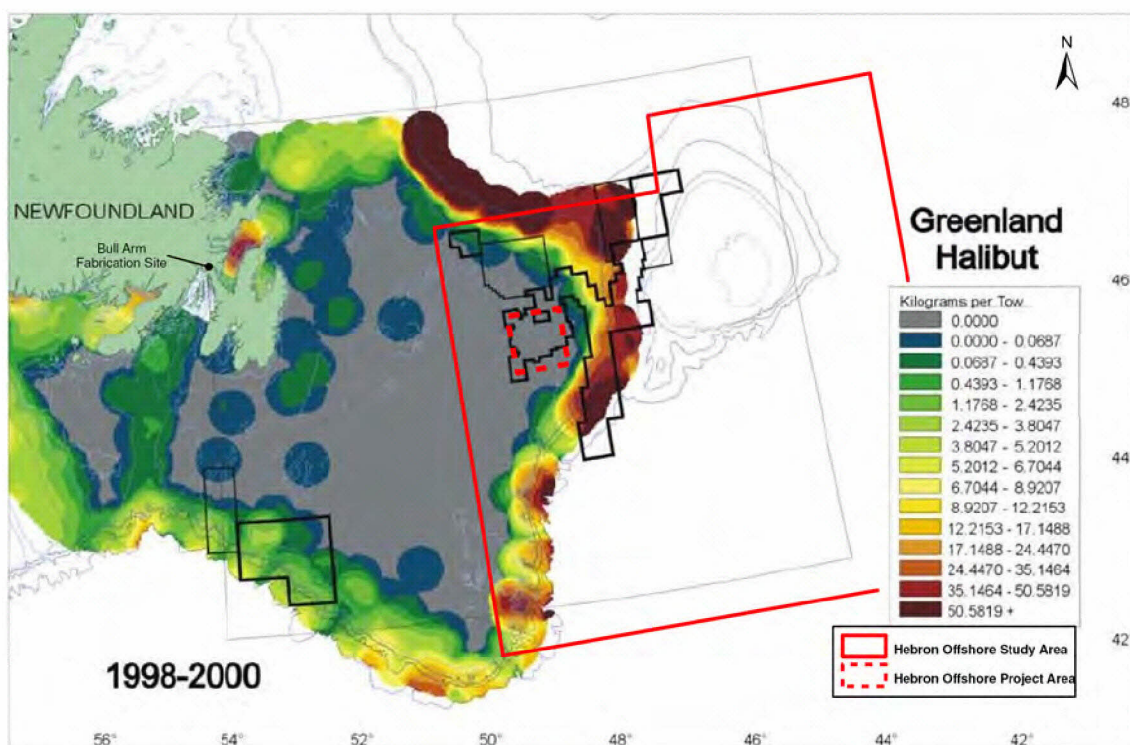 N
48°
NEWFOUNDLAND
Bull Arm
Fabrication Site
Greenland
Halibut
46°
Kilograms per Tow
0.0000
0.0000 - 0.0687
0.0687 - 0.4393
0.4393 - 1.1768
1.1768 - 2.4235
2.4235 - 3.8047
3.8047 - 5.2012
5.2012 - 6.7044
6.7044 - 8.9207
8.9207 - 12.2153
12.2153 - 17.1488
17.1488 - 24.4470
24.4470 - 35.1464
35.1464 - 50.5819
50.5819 +
44°
Hebron Offshore Study Area
Hebron Offshore Project Area
42°
1998-2000
56° 54° 52° 50° 48° 46° 44° 42°